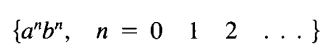 {aⁿbⁿ, n = 0 1 2 . . . }